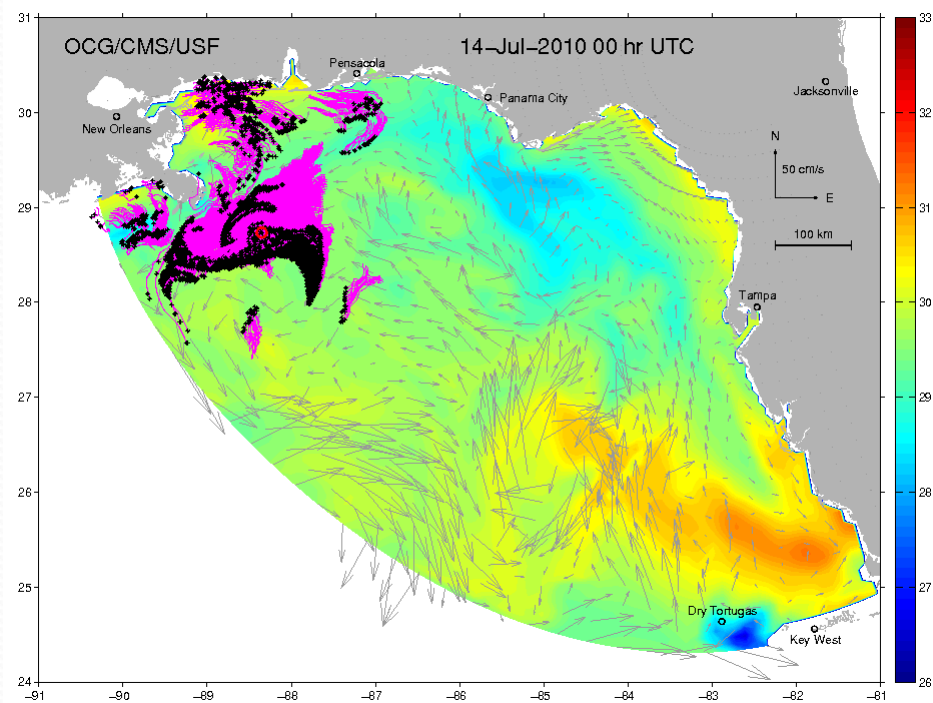 OCG/CMS/USF
14-Jul-2010 00 hr UTC
Pensacola
Jacksonville
Panama City
New Orleans
N
50 cm/s
E
100 km
Tampa
Dry Tortugas
Key West
31
30
29
28
27
26
25
24
-91
-90
-89
-88
-87
-86
-85
-84
-83
-82
-81
33
32
31
30
29
28
27
26